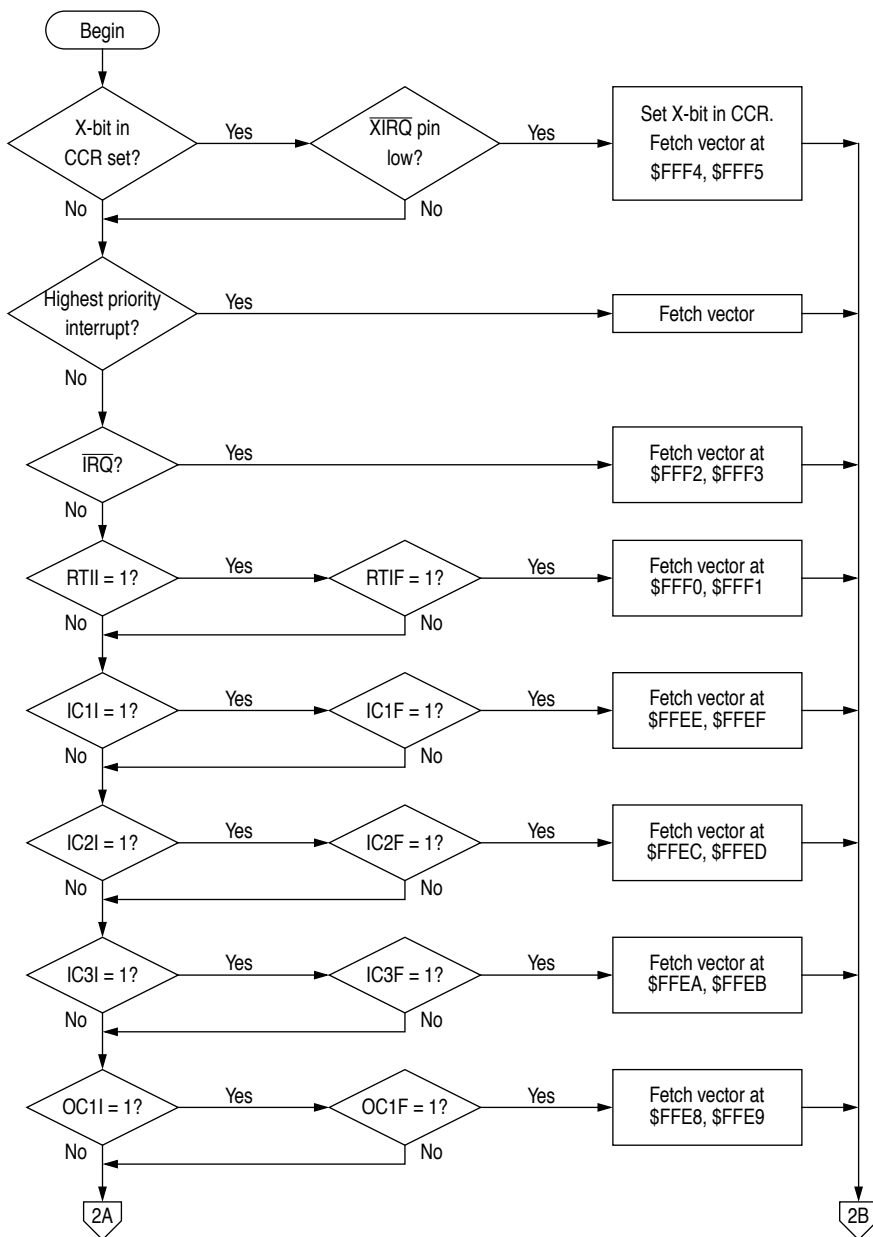 Begin
X-bit in
CCR set?
Yes
XIRQ pin
low?
Yes
Set X-bit in CCR.
Fetch vector at
$FFF4, $FFF5
No
No
Highest priority
interrupt?
Yes
Fetch vector
No
IRQ?
Yes
Fetch vector at
$FFF2, $FFF3
No
RTII = 1?
Yes
RTIF = 1?
Yes
Fetch vector at
$FFF0, $FFF1
No
No
IC1I = 1?
Yes
IC1F = 1?
Yes
Fetch vector at
$FFEE, $FFEF
No
No
IC2I = 1?
Yes
IC2F = 1?
Yes
Fetch vector at
$FFEC, $FFED
No
No
IC3I = 1?
Yes
IC3F = 1?
Yes
Fetch vector at
$FFEA, $FFEB
No
No
OC1I = 1?
Yes
OC1F = 1?
Yes
Fetch vector at
$FFE8, $FFE9
No
No
2A
2B